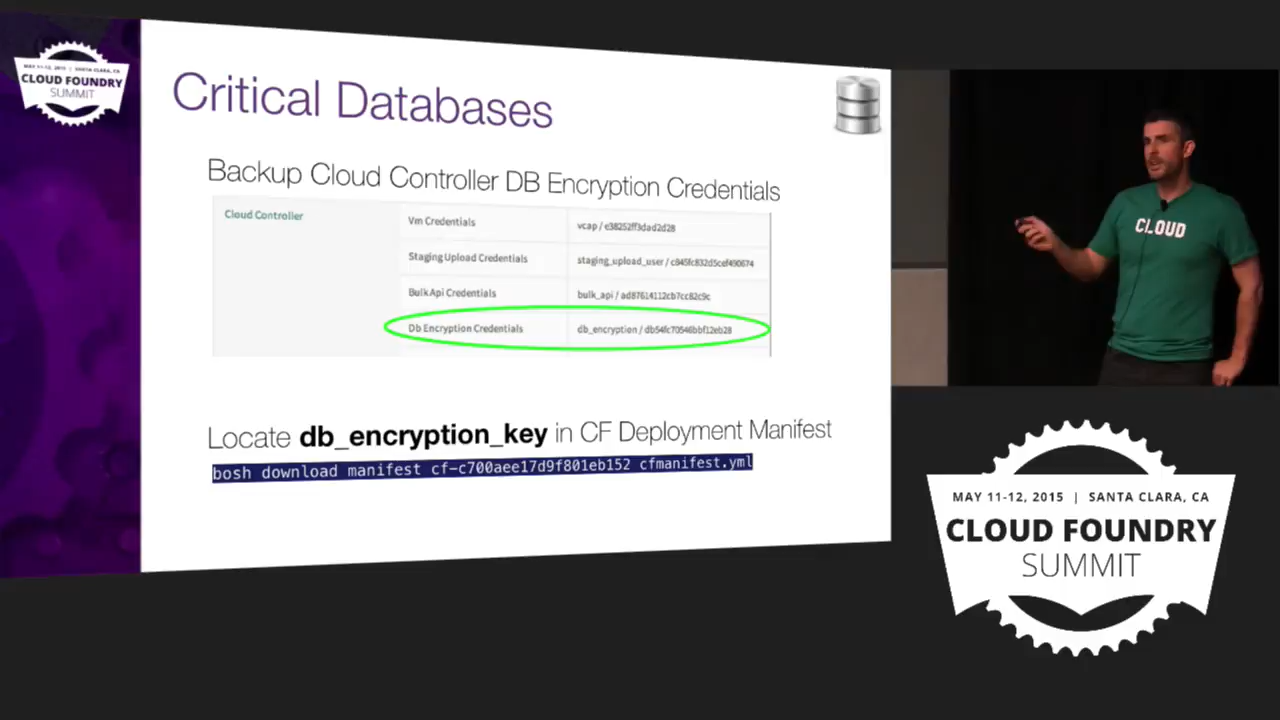 MAY 11-12, 2015 | SANTA CLARA, CA
CLOUD FOUNDRY
SUMMIT
Critical Databases
Backup Cloud Controller DB Encryption Credentials
Cloud Controller
Vm Credentials
vcap / e38252ff3dad2d28
Staging Upload Credentials
staging_upload_user / c845fc832d5cef490674
Bulk Api Credentials
bulk_api / ad87614112cb7cc82c9c
Db Encryption Credentials
db_encryption / db54fc70546bbf12eb28
Locate db_encryption_key in CF Deployment Manifest
bosh download manifest cf-c700aee17d9f801eb152 cfmanifest.yml
CLOUD
MAY 11-12, 2015 | SANTA CLARA, CA
CLOUD FOUNDRY
SUMMIT